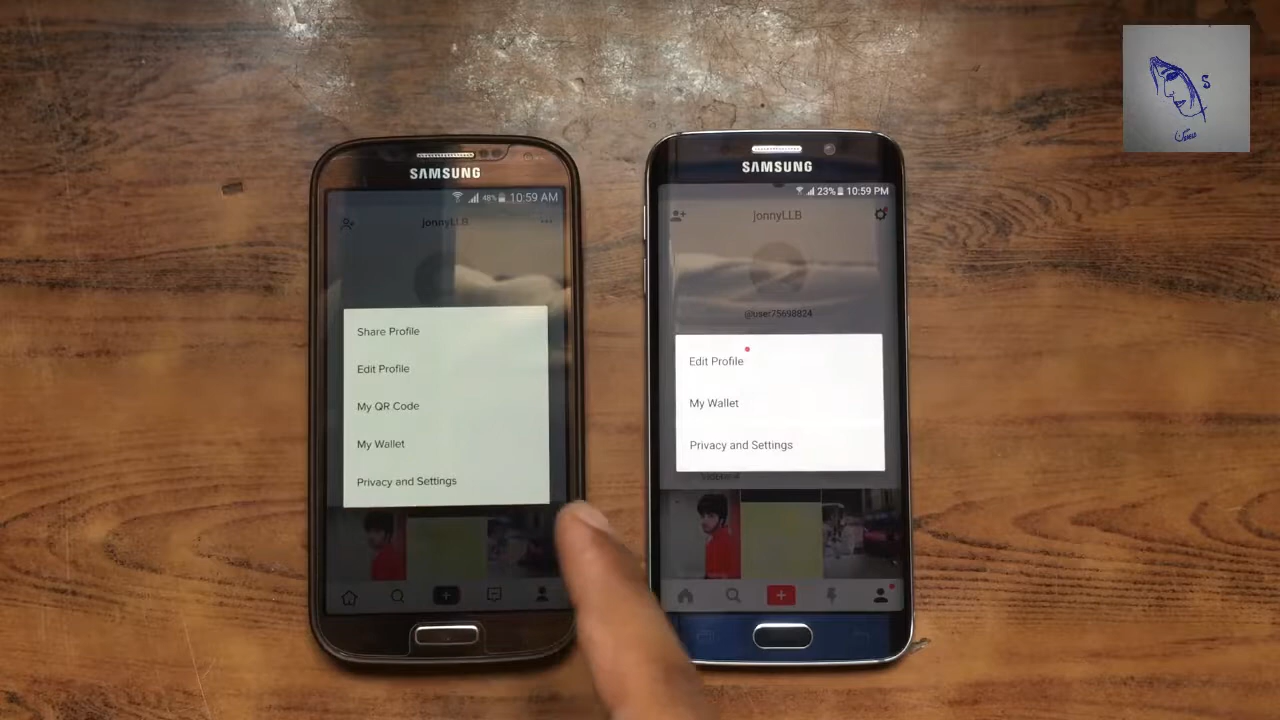 SAMSUNG
48% 10:59 AM
jonnyLLB
Share Profile
Edit Profile
My QR Code
My Wallet
Privacy and Settings
SAMSUNG
23% 10:59 PM
jonnyLLB
@user75698824
Edit Profile
My Wallet
Privacy and Settings